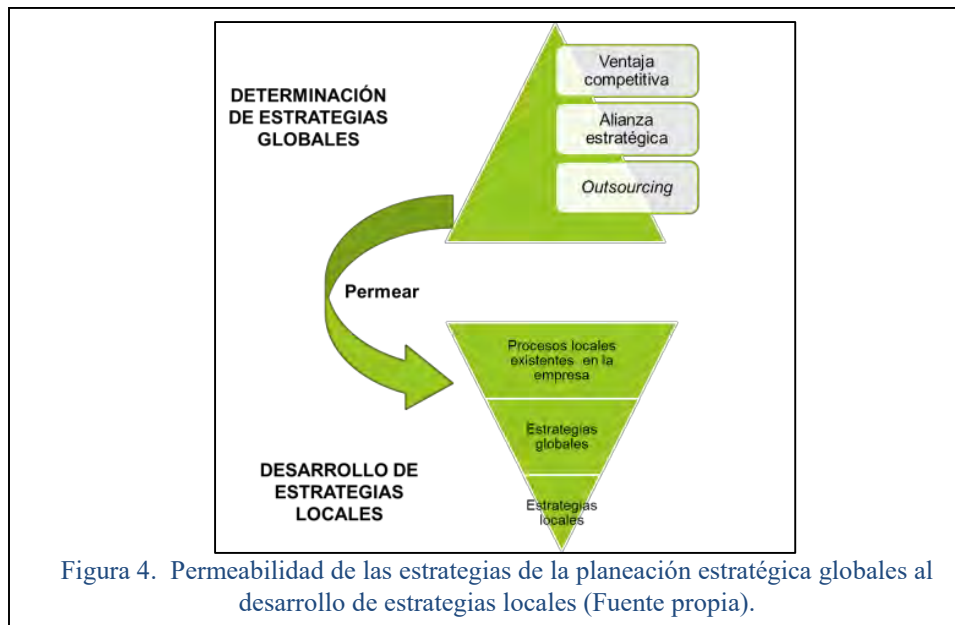 DETERMINACIÓN
DE ESTRATEGIAS
GLOBALES
Ventaja
competitiva
Alianza
estratégica
Outsourcing
Permear
Procesos locales
existentes en la
empresa
Estrategias
globales
Estrategias
locales
DESARROLLO DE
ESTRATEGIAS
LOCALES
Figura 4. Permeabilidad de las estrategias de la planeación estratégica globales al
desarrollo de estrategias locales (Fuente propia).